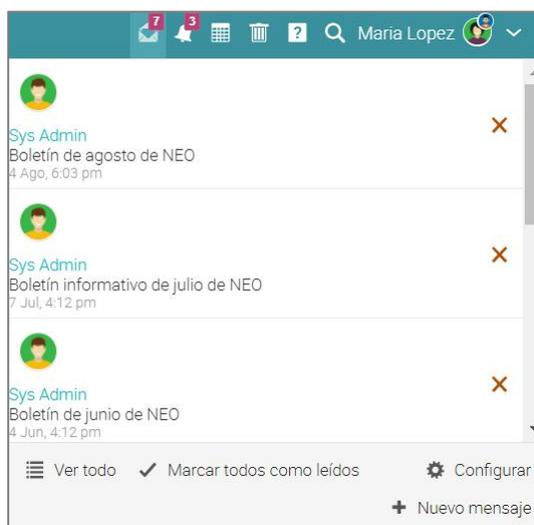 7 3 ? Maria Lopez
Sys Admin
Boletín de agosto de NEO
4 Ago, 6:03 pm
Sys Admin
Boletín informativo de julio de NEO
7 Jul, 4:12 pm
Sys Admin
Boletín de junio de NEO
4 Jun, 4:12 pm
Ver todo Marcar todos como leídos Configurar
Nuevo mensaje